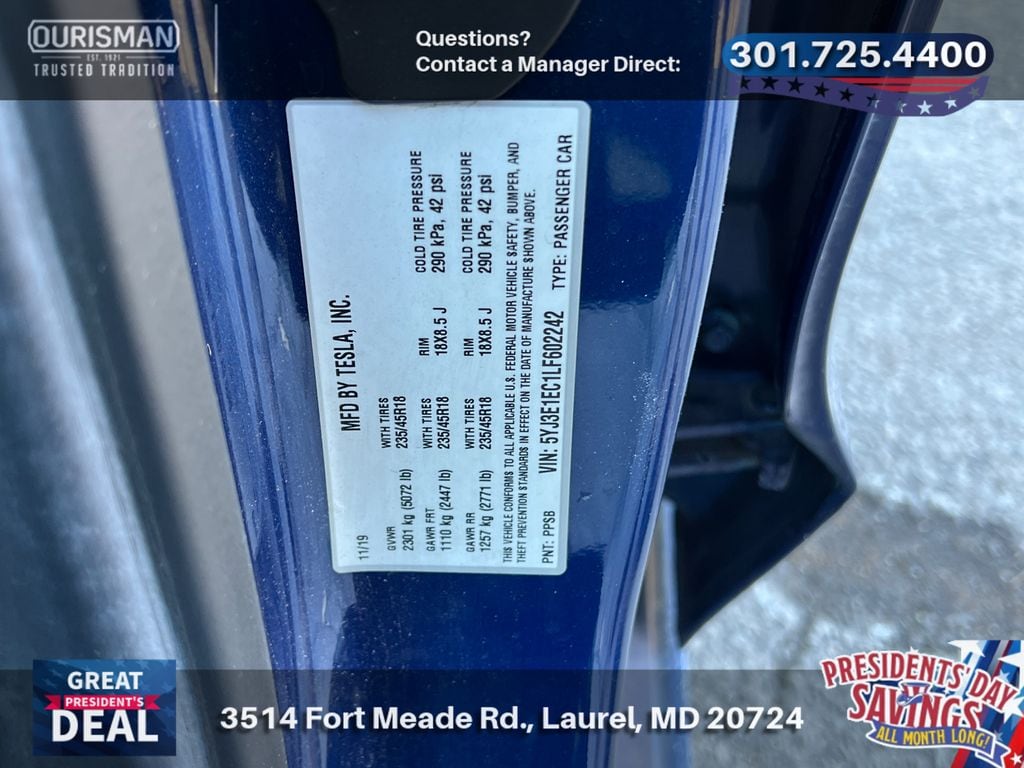 OURISMAN
EST. 1921
TRUSTED TRADITION
Questions?
Contact a Manager Direct:
301.725.4400
MFD BY TESLA, INC.
11/19
GVWR
2301 kg (5072 lb)
WITH TIRES
235/45R18
GAWR FRT
1110 kg (2447 lb)
WITH TIRES
235/45R18
RIM
18X8.5 J
COLD TIRE PRESSURE
290 kPa, 42 psi
GAWR RR
1257 kg (2771 lb)
WITH TIRES
235/45R18
RIM
18X8.5 J
COLD TIRE PRESSURE
290 kPa, 42 psi
THIS VEHICLE CONFORMS TO ALL APPLICABLE U.S. FEDERAL MOTOR VEHICLE SAFETY, BUMPER, AND
THEFT PREVENTION STANDARDS IN EFFECT ON THE DATE OF MANUFACTURE SHOWN ABOVE.
PNT: PPSB VIN: 5YJ3E1EC1LF602242 TYPE: PASSENGER CAR
GREAT
PRESIDENT'S
DEAL
3514 Fort Meade Rd., Laurel, MD 20724
PRESIDENTS' DAY
SAVINGS
ALL MONTH LONG!